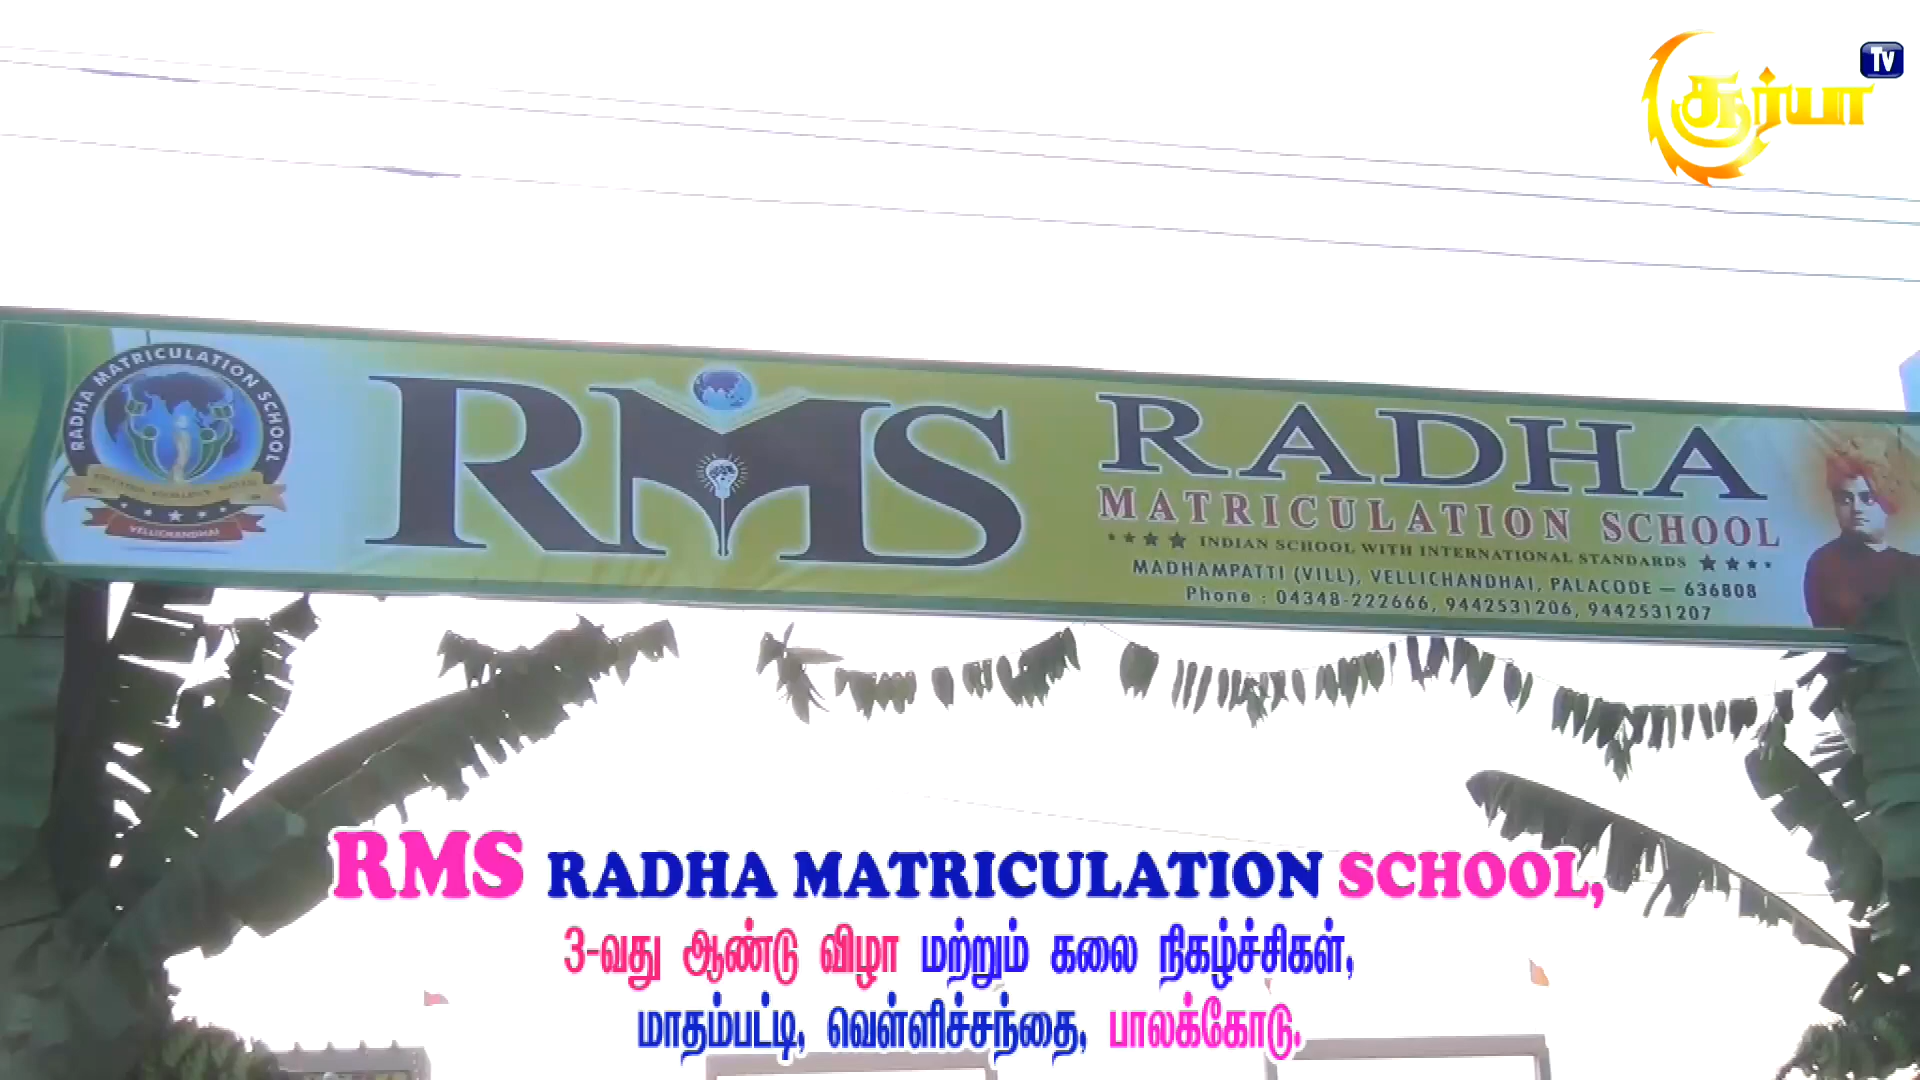 சூர்யா Tv
RADHA MATRICULATION SCHOOL
VELLICHANDHAI
RMS
RADHA
MATRICULATION SCHOOL
INDIAN SCHOOL WITH INTERNATIONAL STANDARDS
MADHAMPATTI (VILL), VELLICHANDHAI, PALACODE – 636808
Phone : 04348-222666, 9442531206, 9442531207
RMS RADHA MATRICULATION SCHOOL,
3-வது ஆண்டு விழா மற்றும் கலை நிகழ்ச்சிகள்,
மாதம்பட்டி, வெள்ளிச்சந்தை, பாலக்கோடு.